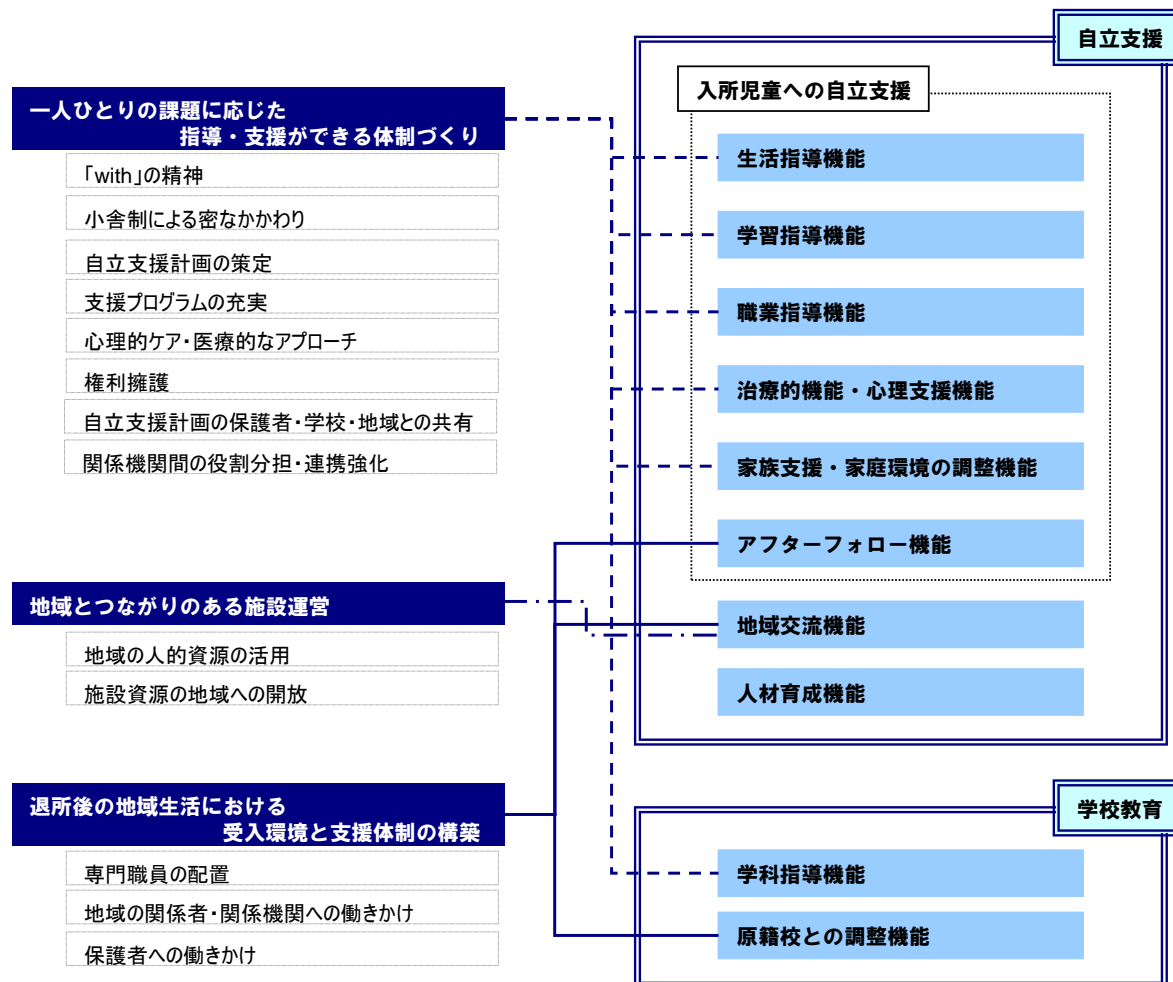 一人ひとりの課題に応じた
指導・支援ができる体制づくり
「with」の精神
小舎制による密なかかわり
自立支援計画の策定
支援プログラムの充実
心理的ケア・医療的なアプローチ
権利擁護
自立支援計画の保護者・学校・地域との共有
関係機関間の役割分担・連携強化
地域とつながりのある施設運営
地域の人的資源の活用
施設資源の地域への開放
退所後の地域生活における
受入環境と支援体制の構築
専門職員の配置
地域の関係者・関係機関への働きかけ
保護者への働きかけ
自立支援
入所児童への自立支援
生活指導機能
学習指導機能
職業指導機能
治療的機能・心理支援機能
家族支援・家庭環境の調整機能
アフターフォロー機能
地域交流機能
人材育成機能
学校教育
学科指導機能
原籍校との調整機能